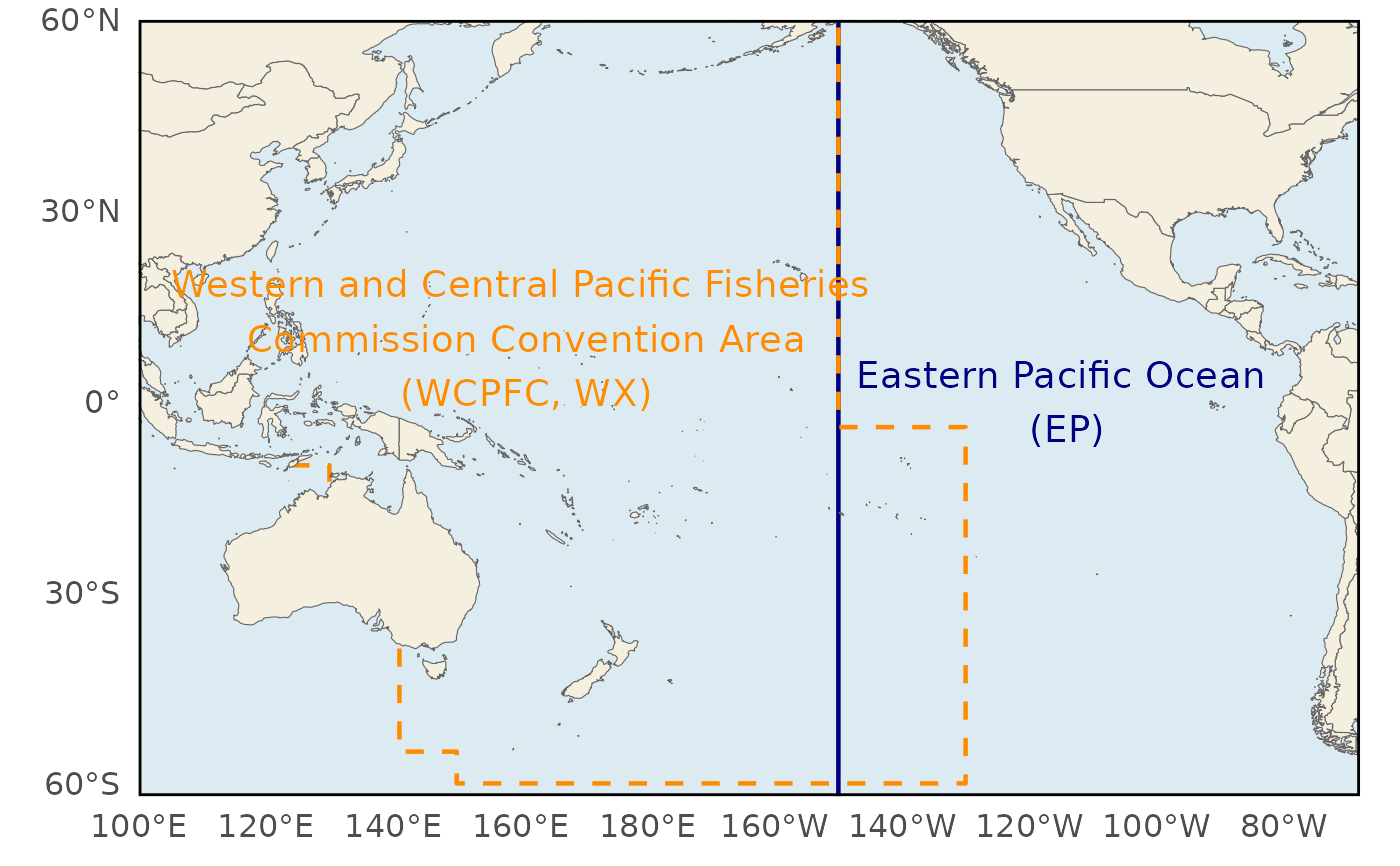 60°N
30°N
0°
30°S
60°S
Western and Central Pacific Fisheries
Commission Convention Area
(WCPFC, WX)
Eastern Pacific Ocean
(EP)
100°E 120°E 140°E 160°E 180°E 160°W 140°W 120°W 100°W 80°W